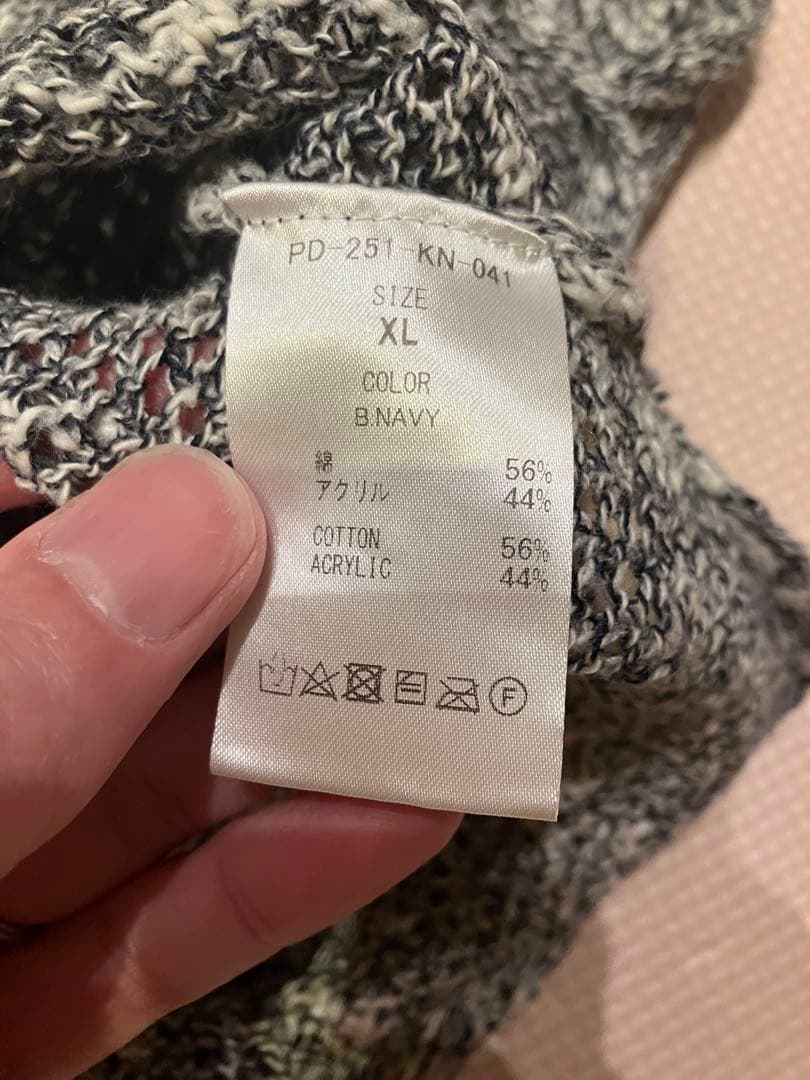 PD-251-KN-041
SIZE
XL
COLOR
B.NAVY
綿 56%
アクリル 44%
COTTON 56%
ACRYLIC 44%
F